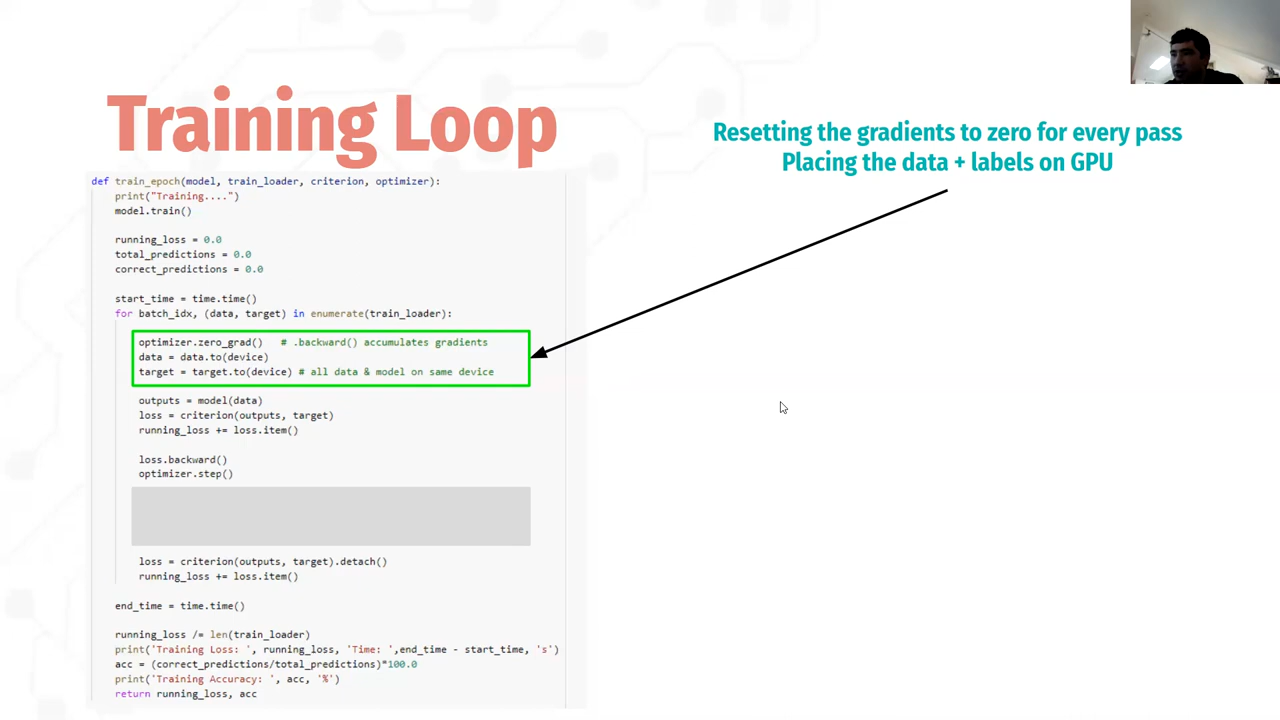 Training Loop
Resetting the gradients to zero for every pass
Placing the data + labels on GPU
def train_epoch(model, train_loader, criterion, optimizer):
print("Training....")
model.train()
running_loss = 0.0
total_predictions = 0.0
correct_predictions = 0.0
start_time = time.time()
for batch_idx, (data, target) in enumerate(train_loader):
optimizer.zero_grad()   # .backward() accumulates gradients
data = data.to(device)
target = target.to(device) # all data & model on same device
outputs = model(data)
loss = criterion(outputs, target)
running_loss += loss.item()
loss.backward()
optimizer.step()
loss = criterion(outputs, target).detach()
running_loss += loss.item()
end_time = time.time()
running_loss /= len(train_loader)
print('Training Loss: ', running_loss, 'Time: ',end_time - start_time, 's')
acc = (correct_predictions/total_predictions)*100.0
print('Training Accuracy: ', acc, '%')
return running_loss, acc